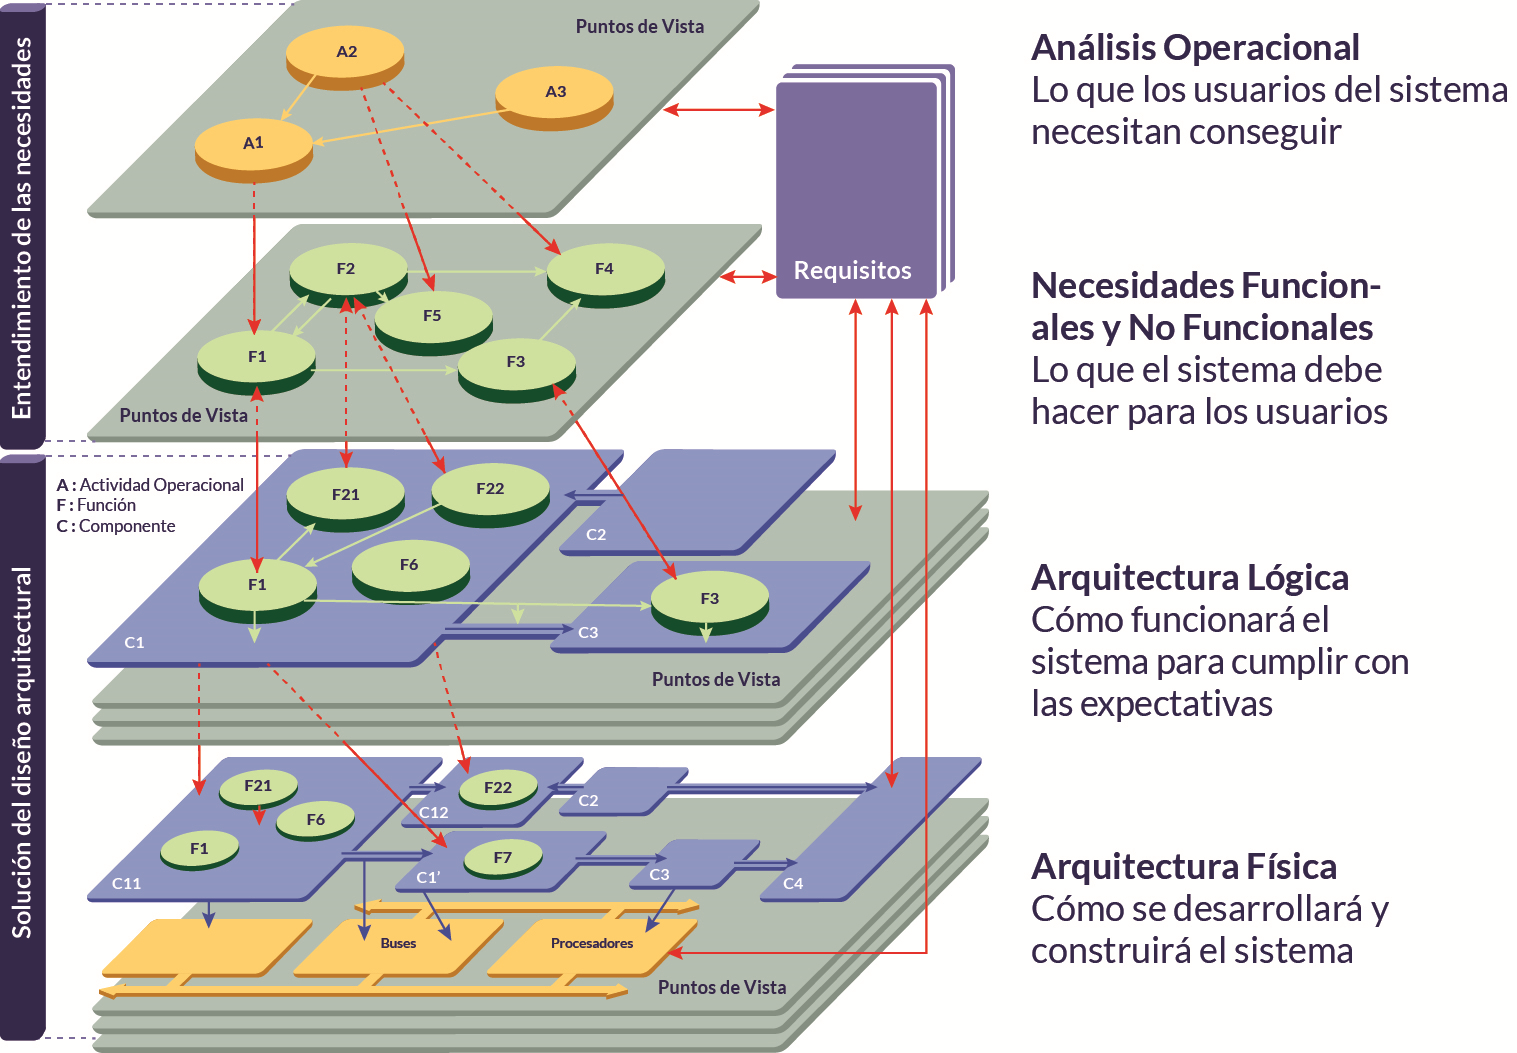 Entendimiento de las necesidades
Puntos de Vista
A2
A3
A1
Requisitos
F2
F4
F5
F1
F3
Puntos de Vista
Solución del diseño arquitectural
A : Actividad Operacional
F : Función
C : Componente
F21
F22
C2
F6
F1
F3
C1
C3
Puntos de Vista
F21
F22
C2
C12
F6
F1
F7
C11
C1’
C3
C4
Buses
Procesadores
Puntos de Vista
Análisis Operacional
Lo que los usuarios del sistema
necesitan conseguir
Necesidades Funcion-
ales y No Funcionales
Lo que el sistema debe
hacer para los usuarios
Arquitectura Lógica
Cómo funcionará el
sistema para cumplir con
las expectativas
Arquitectura Física
Cómo se desarrollará y
construirá el sistema